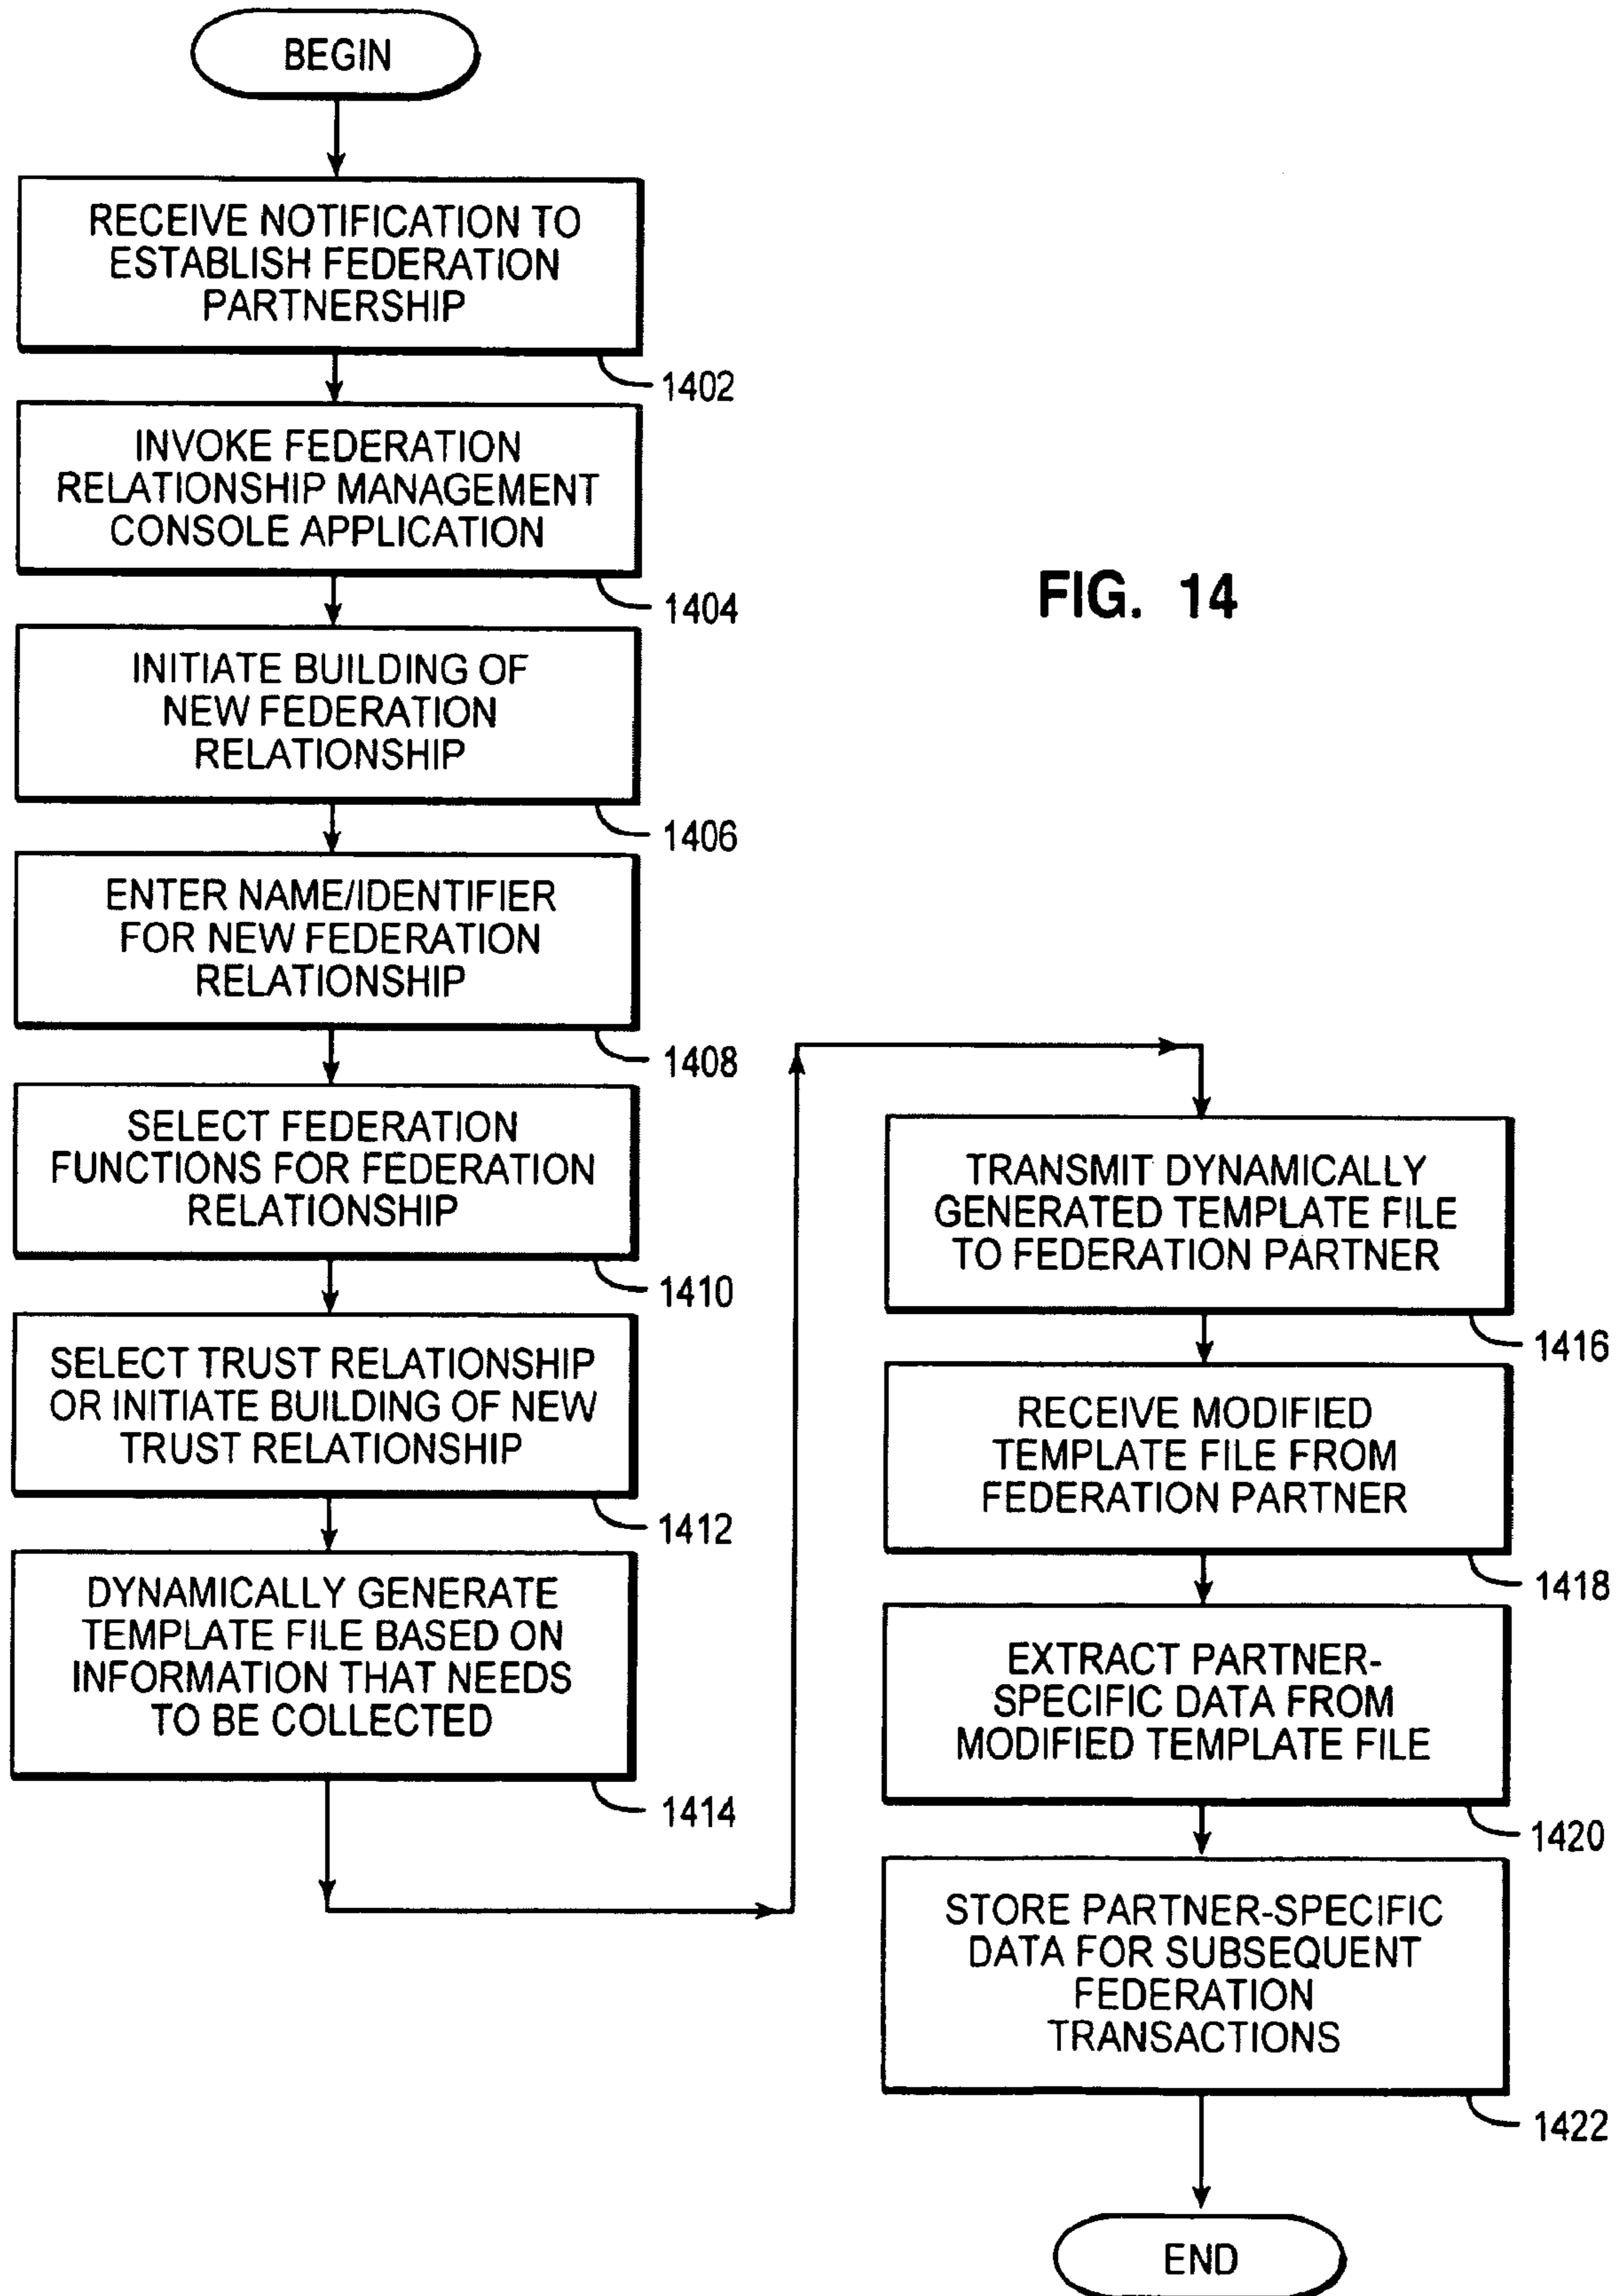 BEGIN
RECEIVE NOTIFICATION TO
ESTABLISH FEDERATION
PARTNERSHIP
1402
INVOKE FEDERATION
RELATIONSHIP MANAGEMENT
CONSOLE APPLICATION
1404
INITIATE BUILDING OF
NEW FEDERATION
RELATIONSHIP
1406
ENTER NAME/IDENTIFIER
FOR NEW FEDERATION
RELATIONSHIP
1408
SELECT FEDERATION
FUNCTIONS FOR FEDERATION
RELATIONSHIP
1410
SELECT TRUST RELATIONSHIP
OR INITIATE BUILDING OF NEW
TRUST RELATIONSHIP
1412
DYNAMICALLY GENERATE
TEMPLATE FILE BASED ON
INFORMATION THAT NEEDS
TO BE COLLECTED
1414
FIG. 14
TRANSMIT DYNAMICALLY
GENERATED TEMPLATE FILE
TO FEDERATION PARTNER
1416
RECEIVE MODIFIED
TEMPLATE FILE FROM
FEDERATION PARTNER
1418
EXTRACT PARTNER-
SPECIFIC DATA FROM
MODIFIED TEMPLATE FILE
1420
STORE PARTNER-SPECIFIC
DATA FOR SUBSEQUENT
FEDERATION
TRANSACTIONS
1422
END